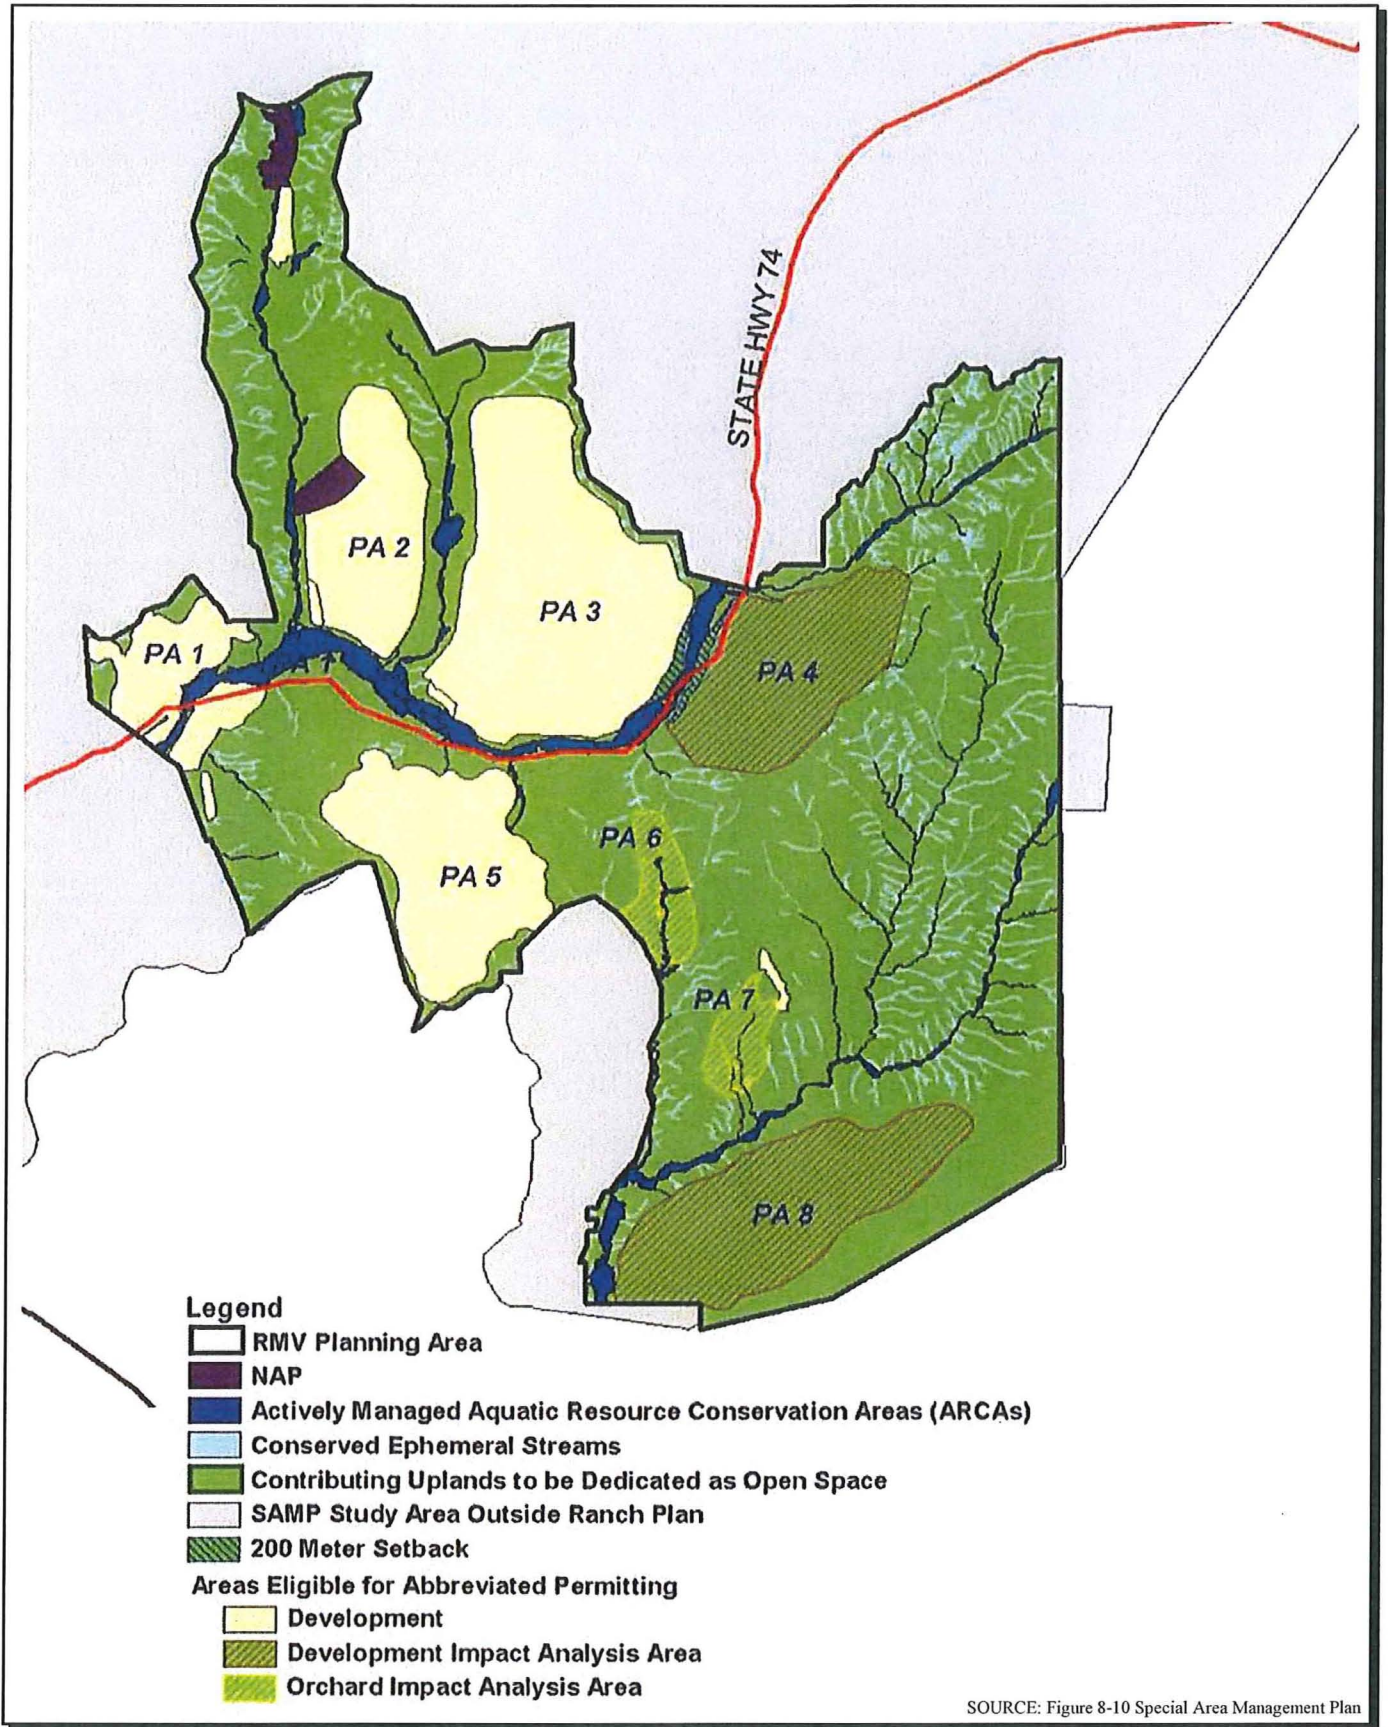 STATE HWY 74
PA 2
PA 3
PA 1
PA 1
PA 4
PA 6
PA 5
PA 7
PA 8
Legend
RMV Planning Area
NAP
Actively Managed Aquatic Resource Conservation Areas (ARCAs)
Conserved Ephemeral Streams
Contributing Uplands to be Dedicated as Open Space
SAMP Study Area Outside Ranch Plan
200 Meter Setback
Areas Eligible for Abbreviated Permitting
Development
Development Impact Analysis Area
Orchard Impact Analysis Area
SOURCE: Figure 8-10 Special Area Management Plan